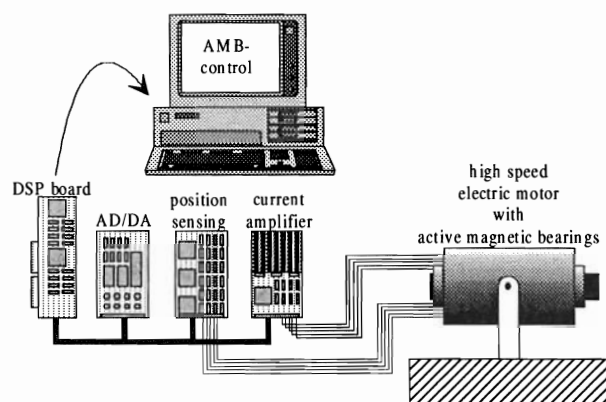 AMB-
control
DSP board
AD/DA
position
sensing
current
amplifier
high speed
electric motor
with
active magnetic bearings